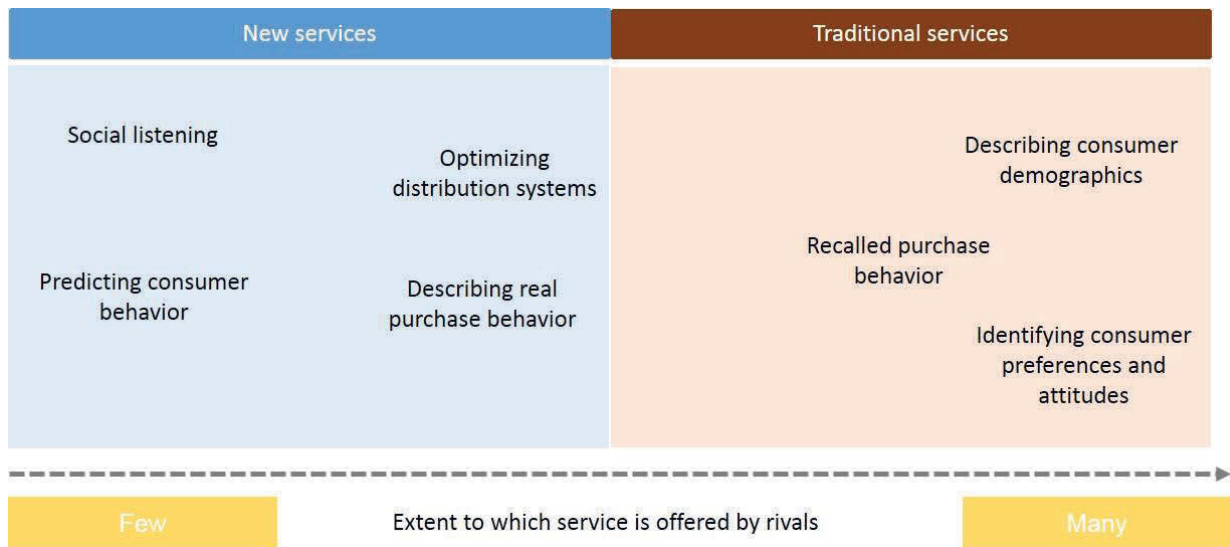 New services
Traditional services
Social listening
Optimizing
distribution systems
Describing consumer
demographics
Predicting consumer
behavior
Describing real
purchase behavior
Recalled purchase
behavior
Identifying consumer
preferences and
attitudes
Few
Extent to which service is offered by rivals
Many